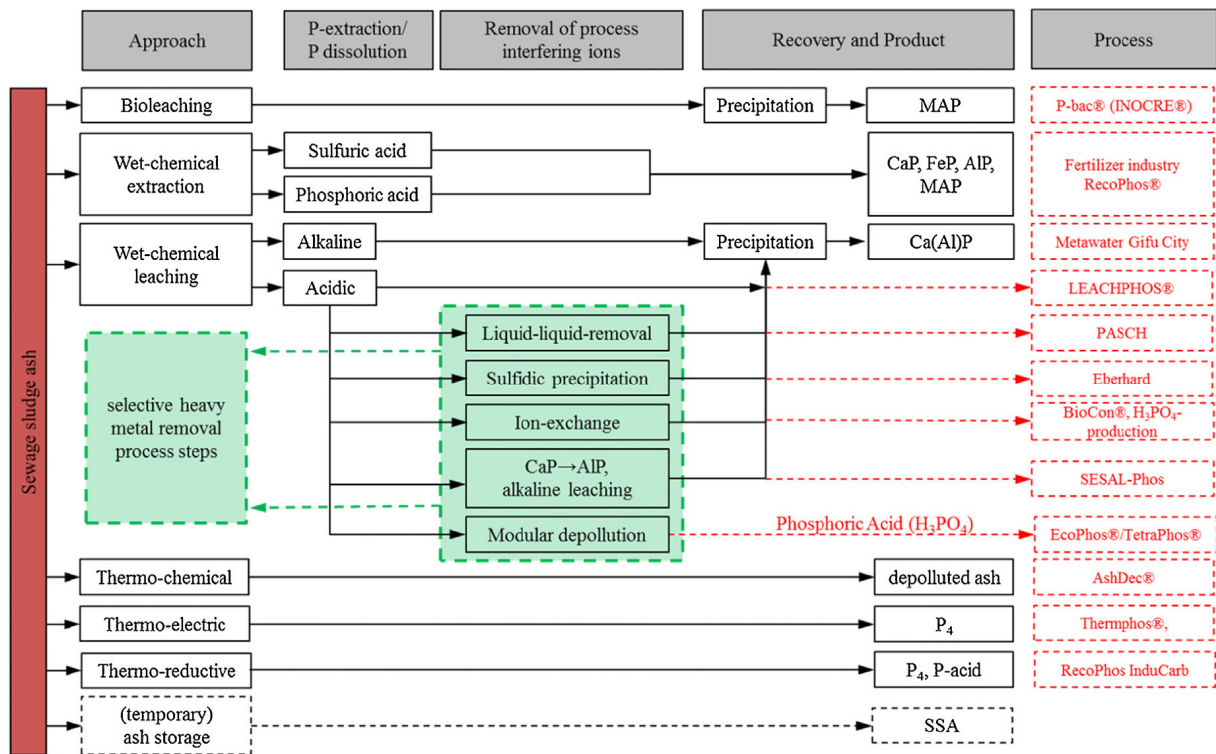 Approach
P-extraction/
P dissolution
Removal of process
interfering ions
Recovery and Product
Process
Sewage sludge ash
Bioleaching
Precipitation
MAP
P-bac® (INOCRE®)
Wet-chemical
extraction
Sulfuric acid
Phosphoric acid
CaP, FeP, AlP,
MAP
Fertilizer industry
RecoPhos®
Wet-chemical
leaching
Alkaline
Precipitation
Ca(Al)P
Metawater Gifu City
Acidic
LEACHPHOS®
selective heavy
metal removal
process steps
Liquid-liquid-removal
PASCH
Sulfidic precipitation
Eberhard
Ion-exchange
BioCon®, H₃PO₄-
production
CaP→AlP,
alkaline leaching
SESAL-Phos
Modular depollution
Phosphoric Acid (H₃PO₄)
EcoPhos®/TetraPhos®
Thermo-chemical
depolluted ash
AshDec®
Thermo-electric
P₄
Thermphos®,
Thermo-reductive
P₄, P-acid
RecoPhos InduCarb
(temporary)
ash storage
SSA